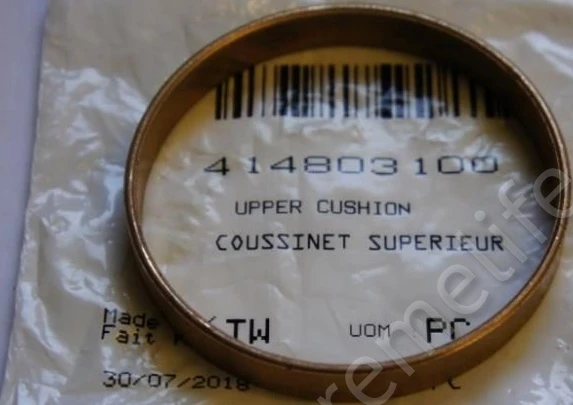 414803100
UPPER CUSHION
COUSSINET SUPERIEUR
Made TW UOM PC
Fait
30/07/2018